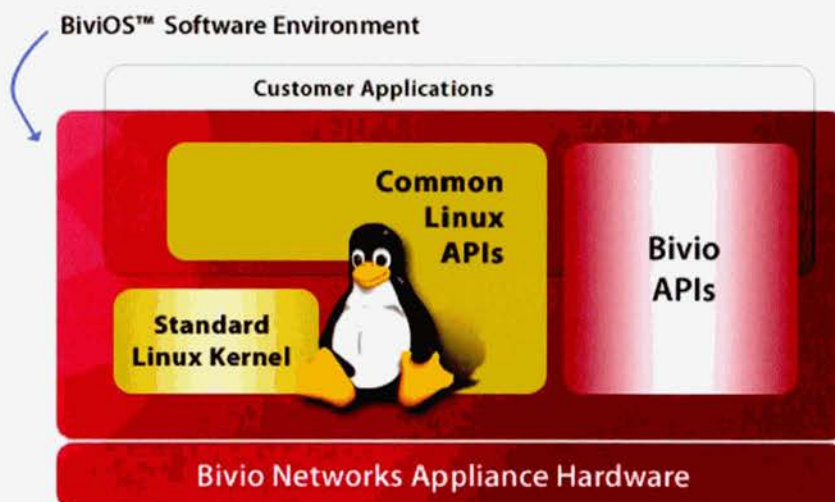 BiviOS™ Software Environment
Customer Applications
Common
Linux
APIs
Bivio
APIs
Standard
Linux Kernel
Bivio Networks Appliance Hardware